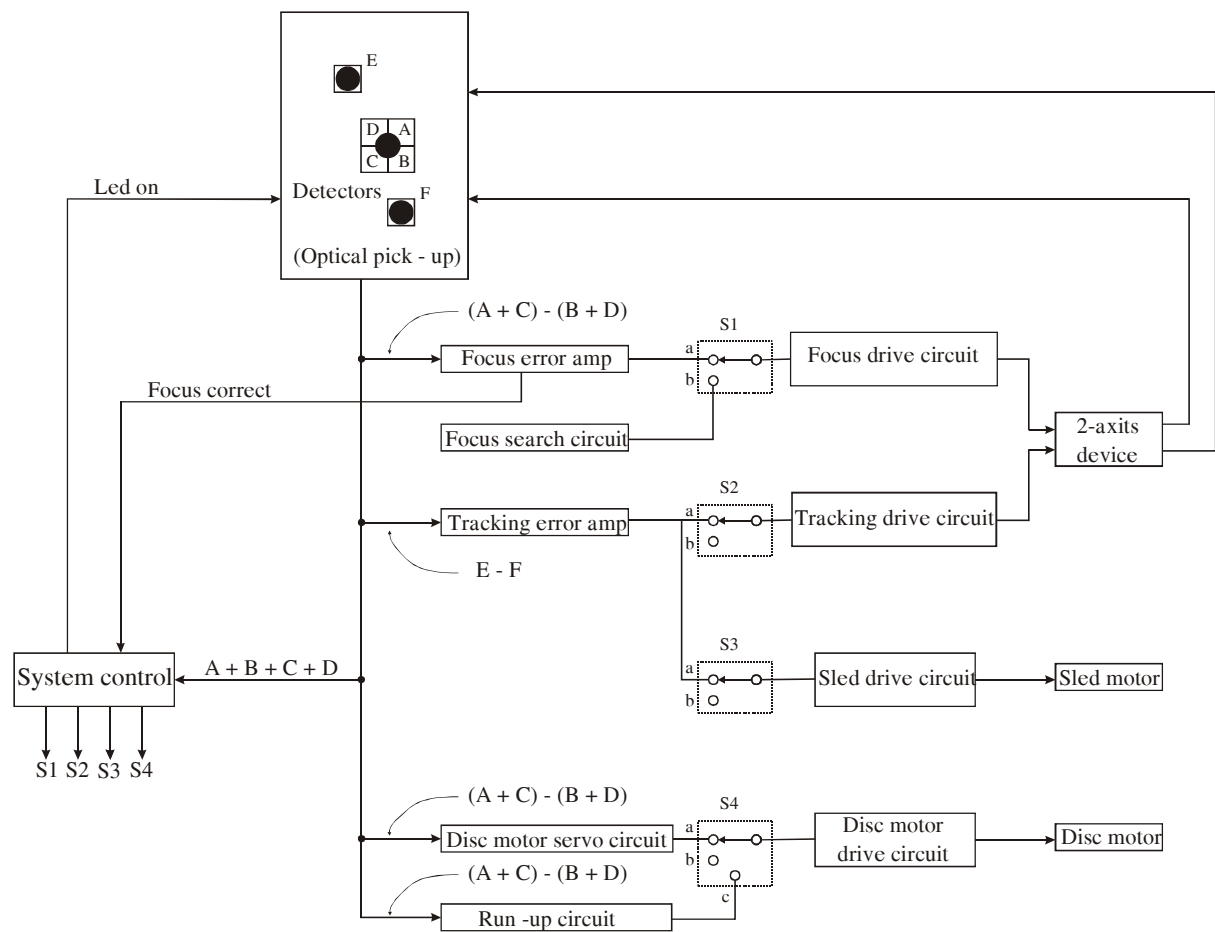 E
D A
C B
Detectors
F
(Optical pick - up)
Led on
(A + C) - (B + D)
S1
a
b
Focus error amp
Focus drive circuit
Focus correct
Focus search circuit
2-axits
device
S2
a
b
Tracking error amp
Tracking drive circuit
E - F
S3
a
b
System control
A + B + C + D
Sled drive circuit
Sled motor
S1 S2 S3 S4
(A + C) - (B + D)
S4
a
b
c
Disc motor servo circuit
Disc motor
drive circuit
Disc motor
(A + C) - (B + D)
Run -up circuit